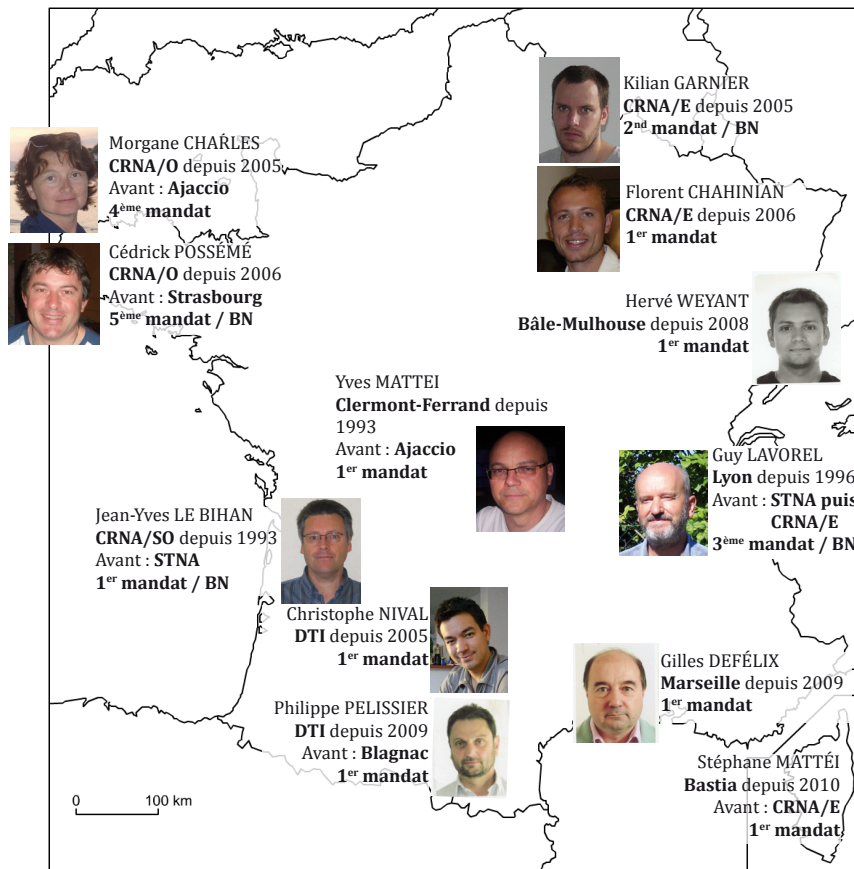 Kilian GARNIER
CRNA/E depuis 2005
2nd mandat / BN
Morgane CHARLES
CRNA/O depuis 2005
Avant : Ajaccio
4ème mandat
Florent CHAHINIAN
CRNA/E depuis 2006
1er mandat
Cédrick POSSÉMÉ
CRNA/O depuis 2006
Avant : Strasbourg
5ème mandat / BN
Hervé WEYANT
Bâle-Mulhouse depuis 2008
1er mandat
Yves MATTEI
Clermont-Ferrand depuis
1993
Avant : Ajaccio
1er mandat
Guy LAVOREL
Lyon depuis 1996
Avant : STNA puis
CRNA/E
3ème mandat / BN
Jean-Yves LE BIHAN
CRNA/SO depuis 1993
Avant : STNA
1er mandat / BN
Christophe NIVAL
DTI depuis 2005
1er mandat
Gilles DEFÉLIX
Marseille depuis 2009
1er mandat
Philippe PELISSIER
DTI depuis 2009
Avant : Blagnac
1er mandat
Stéphane MATTÉI
Bastia depuis 2010
Avant : CRNA/E
1er mandat
0 100 km